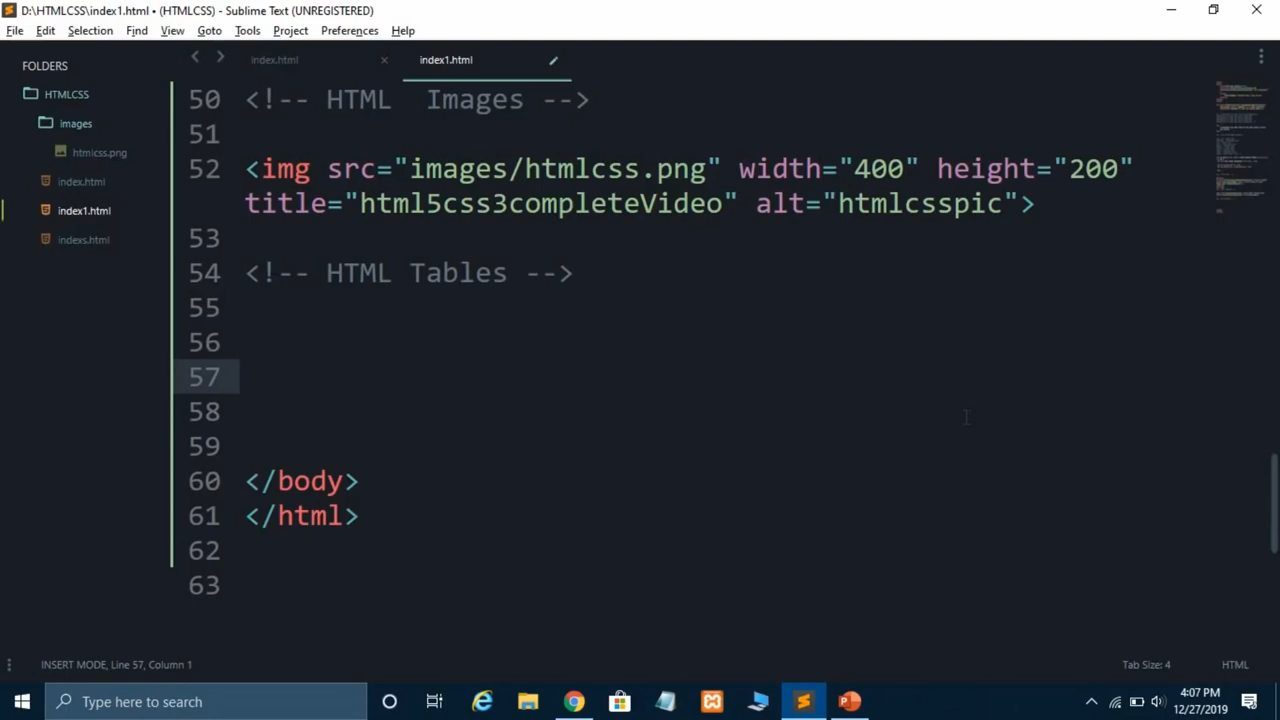 D:\HTMLCSS\index1.html • (HTMLCSS) - Sublime Text (UNREGISTERED)
File Edit Selection Find View Goto Tools Project Preferences Help
FOLDERS
HTMLCSS
images
htmlcss.png
index.html
index1.html
indexs.html
index.html
index1.html
50 <!-- HTML  Images -->
51
52 <img src="images/htmlcss.png" width="400" height="200"
title="html5css3completeVideo" alt="htmlcsspic">
53
54 <!-- HTML Tables -->
55
56
57
58
59
60 </body>
61 </html>
62
63
INSERT MODE, Line 57, Column 1
Tab Size: 4
HTML
Type here to search
4:07 PM
12/27/2019